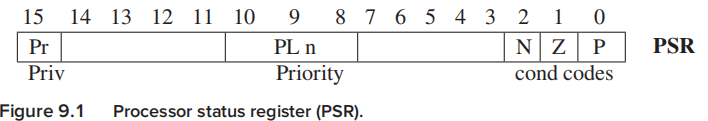 15 14 13 12 11 10 9 8 7 6 5 4 3 2 1 0
Pr PL n N Z P PSR
Priv Priority cond codes
Figure 9.1 Processor status register (PSR).